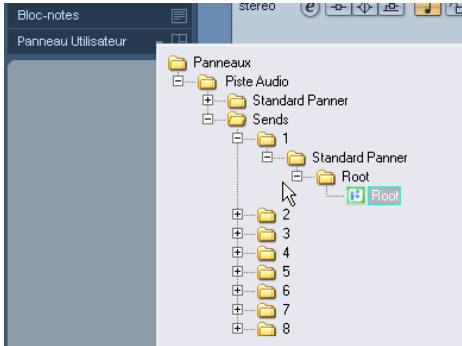 Bloc-notes
stereo
e
Panneau Utilisateur
Panneaux
Piste Audio
Standard Panner
Sends
1
Standard Panner
Root
Root
2
3
4
5
6
7
8